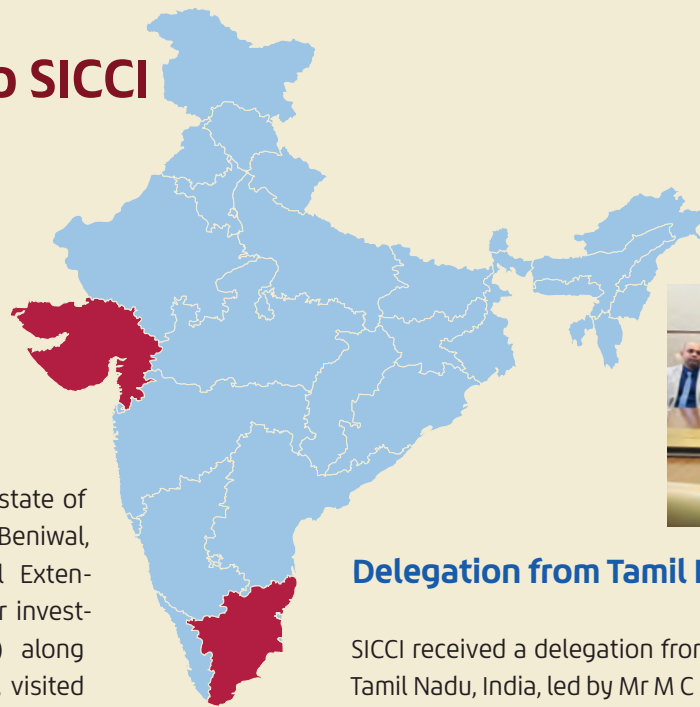 o SICCI
state of
Beniwal,
l Exten-
r invest-
) along
visited
Delegation from Tamil
SICCI received a delegation from
Tamil Nadu, India, led by Mr M C